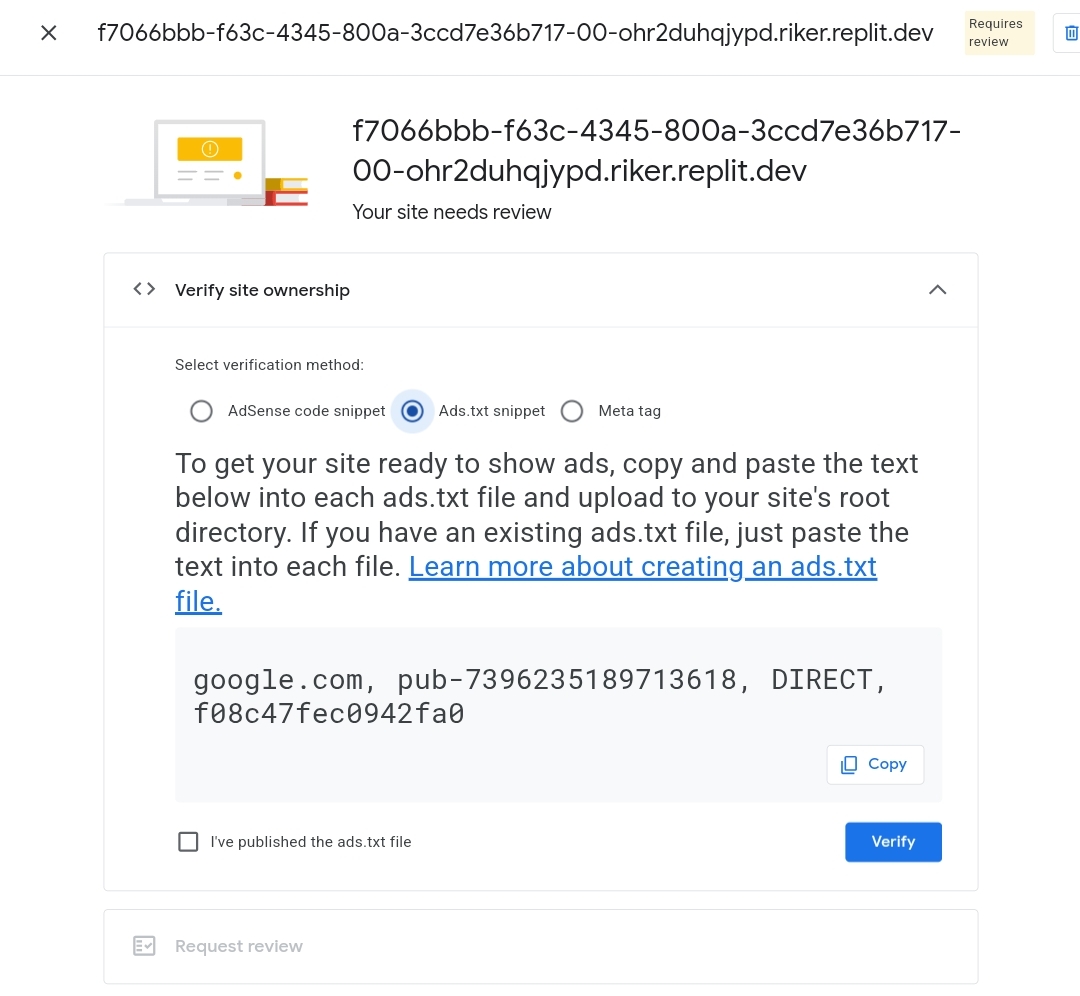 f7066bbb-f63c-4345-800a-3ccd7e36b717-00-ohr2duhqjypd.riker.replit.dev
Requires
review
f7066bbb-f63c-4345-800a-3ccd7e36b717-
00-ohr2duhqjypd.riker.replit.dev
Your site needs review
Verify site ownership
Select verification method:
AdSense code snippet
Ads.txt snippet
Meta tag
To get your site ready to show ads, copy and paste the text
below into each ads.txt file and upload to your site's root
directory. If you have an existing ads.txt file, just paste the
text into each file. Learn more about creating an ads.txt
file.
google.com, pub-7396235189713618, DIRECT,
f08c47fec0942fa0
Copy
I've published the ads.txt file
Verify
Request review